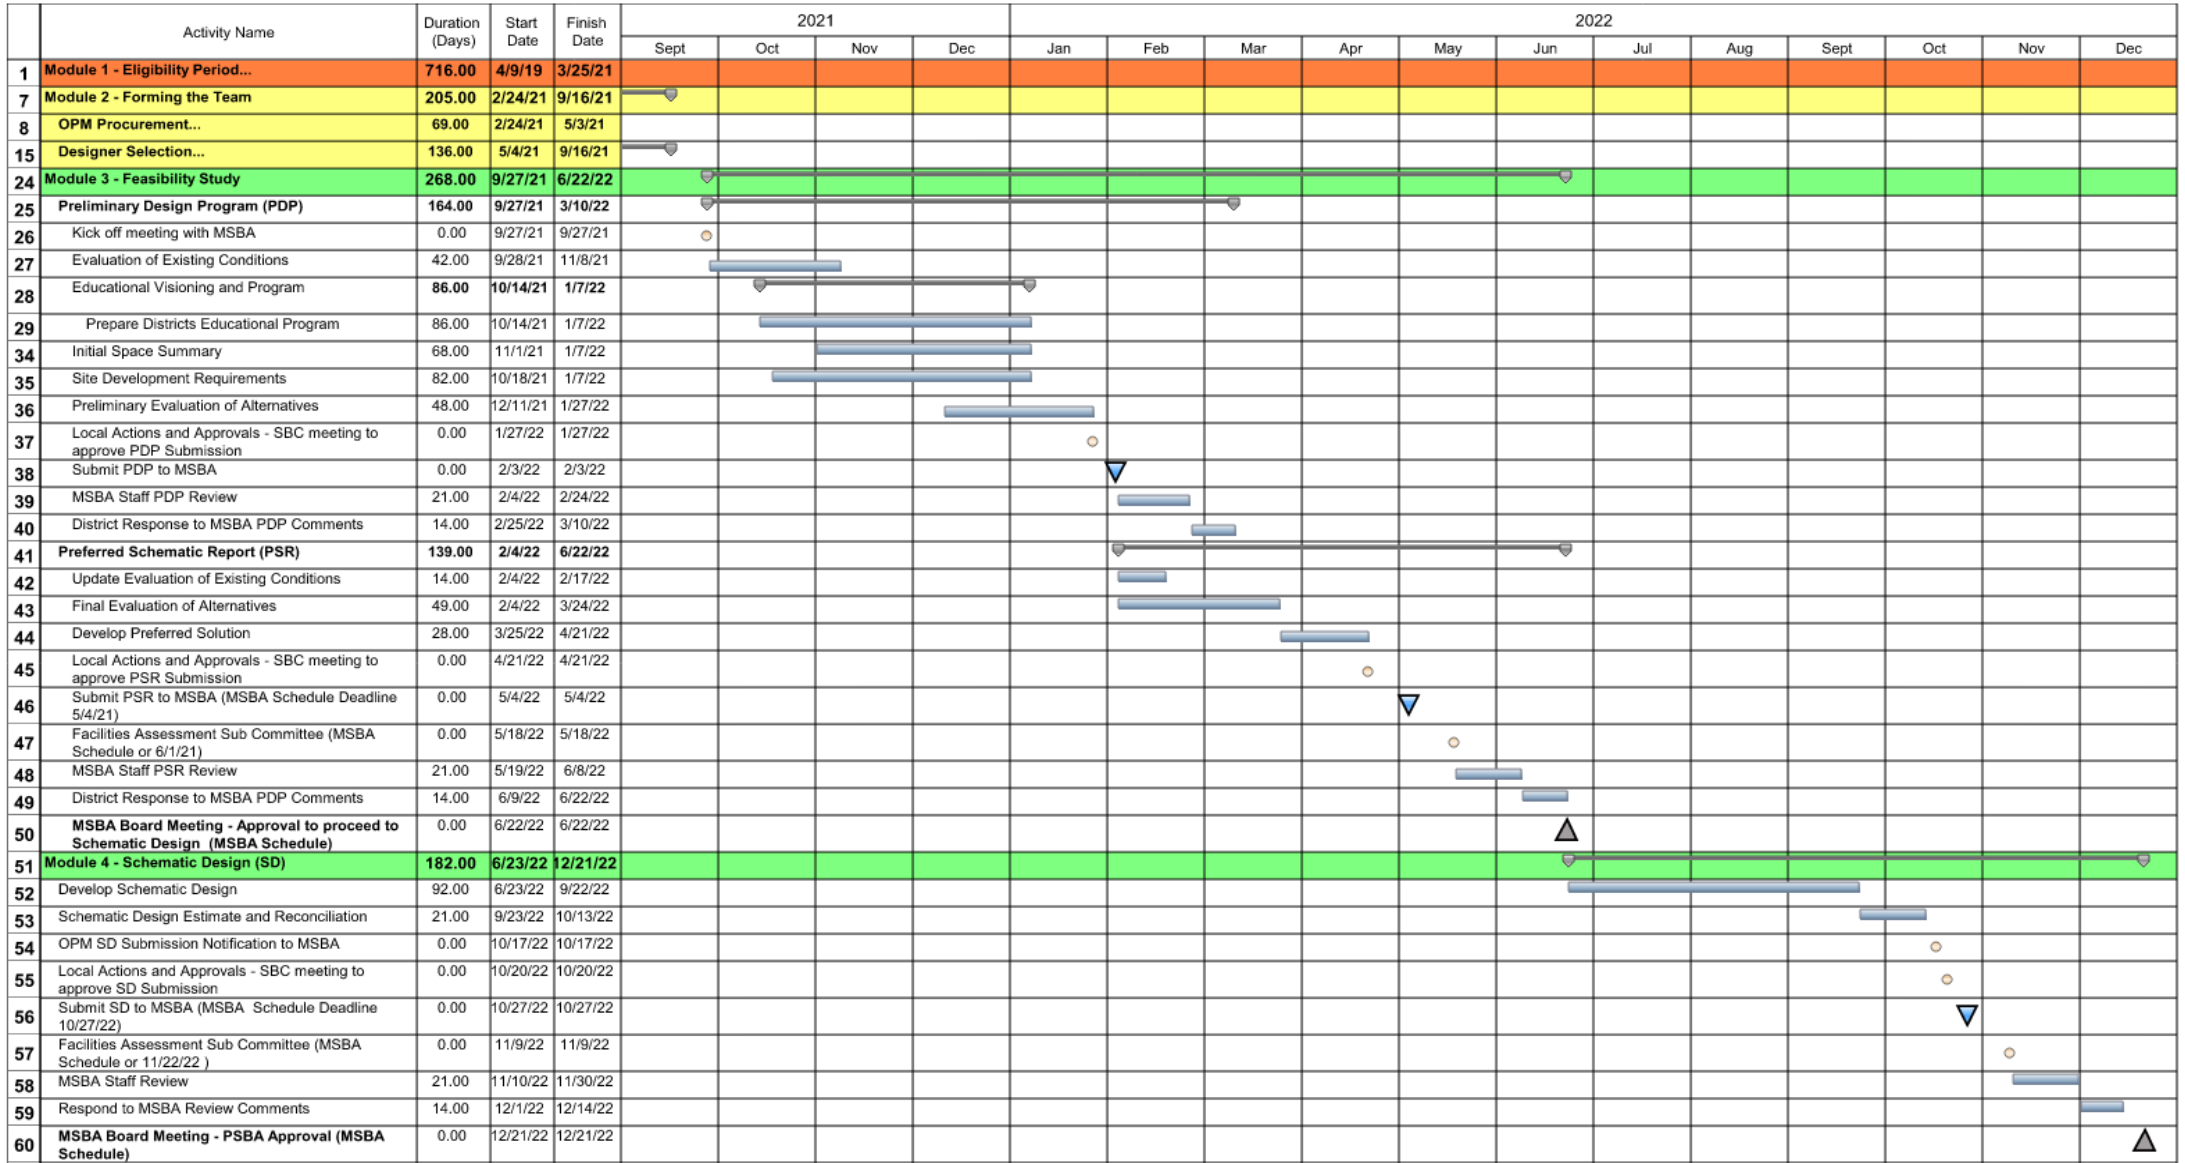 Activity Name Duration (Days) Start Date Finish Date 2021 2022
Sept Oct Nov Dec Jan Feb Mar Apr May Jun Jul Aug Sept Oct Nov Dec
1 Module 1 - Eligibility Period... 716.00 4/9/19 3/25/21
7 Module 2 - Forming the Team 205.00 2/24/21 9/16/21
8 OPM Procurement... 69.00 2/24/21 5/3/21
15 Designer Selection... 136.00 5/4/21 9/16/21
24 Module 3 - Feasibility Study 268.00 9/27/21 6/22/22
25 Preliminary Design Program (PDP) 164.00 9/27/21 3/10/22
26 Kick off meeting with MSBA 0.00 9/27/21 9/27/21
27 Evaluation of Existing Conditions 42.00 9/28/21 11/8/21
28 Educational Visioning and Program 86.00 10/14/21 1/7/22
29 Prepare Districts Educational Program 86.00 10/14/21 1/7/22
34 Initial Space Summary 68.00 11/1/21 1/7/22
35 Site Development Requirements 82.00 10/18/21 1/7/22
36 Preliminary Evaluation of Alternatives 48.00 12/11/21 1/27/22
37 Local Actions and Approvals - SBC meeting to 0.00 1/27/22 1/27/22
approve PDP Submission
38 Submit PDP to MSBA 0.00 2/3/22 2/3/22
39 MSBA Staff PDP Review 21.00 2/4/22 2/24/22
40 District Response to MSBA PDP Comments 14.00 2/25/22 3/10/22
41 Preferred Schematic Report (PSR) 139.00 2/4/22 6/22/22
42 Update Evaluation of Existing Conditions 14.00 2/4/22 2/17/22
43 Final Evaluation of Alternatives 49.00 2/4/22 3/24/22
44 Develop Preferred Solution 28.00 3/25/22 4/21/22
45 Local Actions and Approvals - SBC meeting to 0.00 4/21/22 4/21/22
approve PSR Submission
46 Submit PSR to MSBA (MSBA Schedule Deadline 0.00 5/4/22 5/4/22
5/4/21)
47 Facilities Assessment Sub Committee (MSBA 0.00 5/18/22 5/18/22
Schedule or 6/1/21)
48 MSBA Staff PSR Review 21.00 5/19/22 6/8/22
49 District Response to MSBA PDP Comments 14.00 6/9/22 6/22/22
50 MSBA Board Meeting - Approval to proceed to 0.00 6/22/22 6/22/22
Schematic Design (MSBA Schedule)
51 Module 4 - Schematic Design (SD) 182.00 6/23/22 12/21/22
52 Develop Schematic Design 92.00 6/23/22 9/22/22
53 Schematic Design Estimate and Reconciliation 21.00 9/23/22 10/13/22
54 OPM SD Submission Notification to MSBA 0.00 10/17/22 10/17/22
55 Local Actions and Approvals - SBC meeting to 0.00 10/20/22 10/20/22
approve SD Submission
56 Submit SD to MSBA (MSBA Schedule Deadline 0.00 10/27/22 10/27/22
10/27/22)
57 Facilities Assessment Sub Committee (MSBA 0.00 11/9/22 11/9/22
Schedule or 11/22/22 )
58 MSBA Staff Review 21.00 11/10/22 11/30/22
59 Respond to MSBA Review Comments 14.00 12/1/22 12/14/22
60 MSBA Board Meeting - PSBA Approval (MSBA 0.00 12/21/22 12/21/22
Schedule)